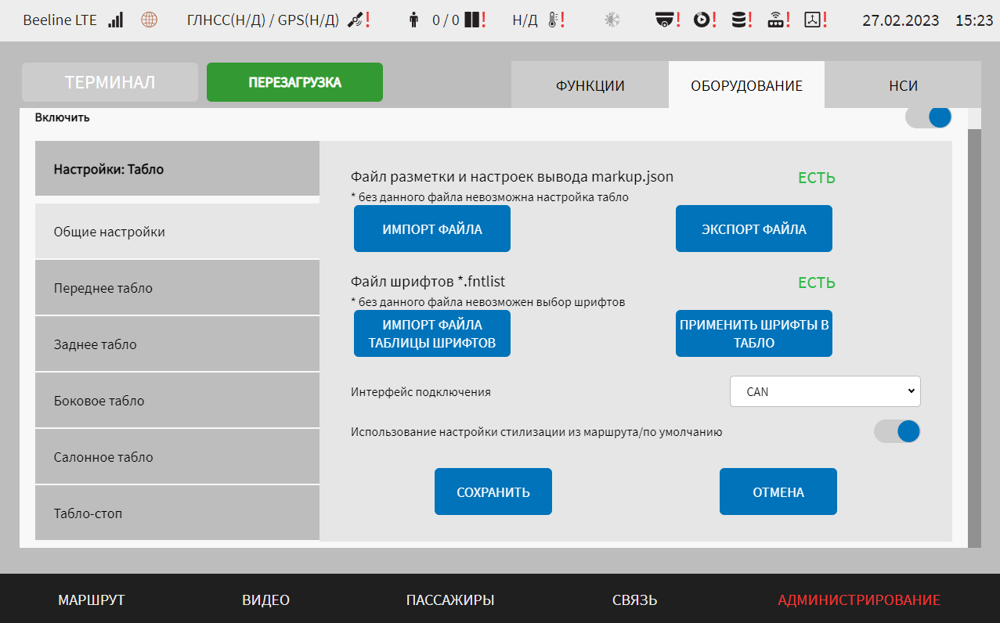 Beeline LTE ГЛНСС(Н/Д) / GPS(Н/Д) ! 0 / 0 ! Н/Д ! ! ! ! ! ! 27.02.2023 15:23
ТЕРМИНАЛ ПЕРЕЗАГРУЗКА ФУНКЦИИ ОБОРУДОВАНИЕ НСИ
Включить
Настройки: Табло
Общие настройки
Переднее табло
Заднее табло
Боковое табло
Салонное табло
Табло-стоп
Файл разметки и настроек вывода markup.json ЕСТЬ
* без данного файла невозможна настройка табло
ИМПОРТ ФАЙЛА ЭКСПОРТ ФАЙЛА
Файл шрифтов *.fntlist ЕСТЬ
* без данного файла невозможен выбор шрифтов
ИМПОРТ ФАЙЛА
ТАБЛИЦЫ ШРИФТОВ
ПРИМЕНИТЬ ШРИФТЫ В
ТАБЛО
Интерфейс подключения CAN
Использование настройки стилизации из маршрута/по умолчанию
СОХРАНИТЬ ОТМЕНА
МАРШРУТ ВИДЕО ПАССАЖИРЫ СВЯЗЬ АДМИНИСТРИРОВАНИЕ